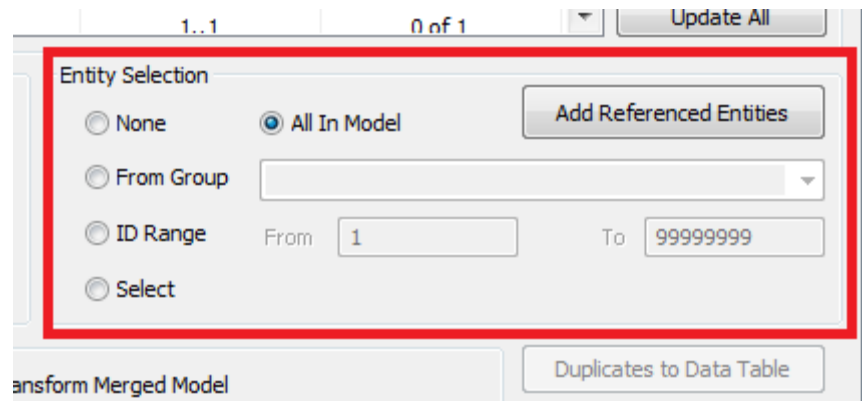 1..1 0 of 1 Update All
Entity Selection
None All In Model Add Referenced Entities
From Group
ID Range From 1 To 99999999
Select
Duplicates to Data Table
ansform Merged Model